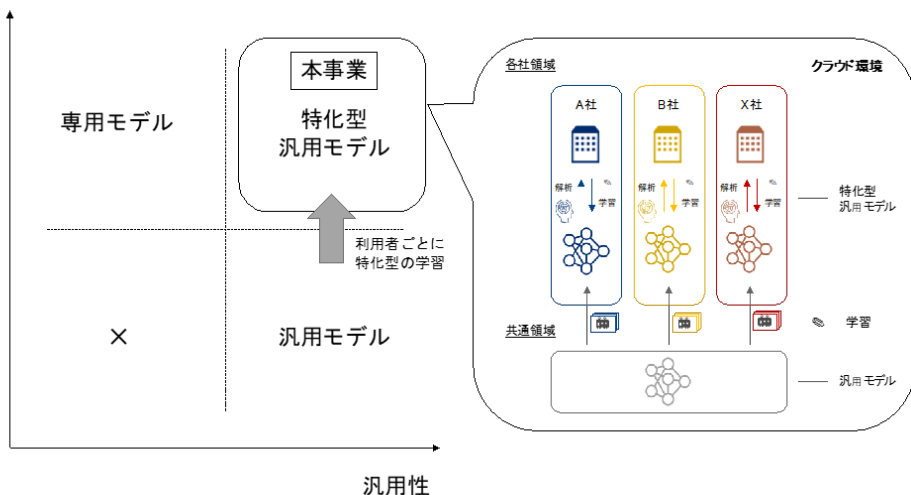 本事業
特化型
汎用モデル
専用モデル
利用者ごとに
特化型の学習
×
汎用モデル
汎用性
各社領域
クラウド環境
A社
B社
X社
解析
学習
解析
学習
解析
学習
特化型
汎用モデル
共通領域
学習
汎用モデル